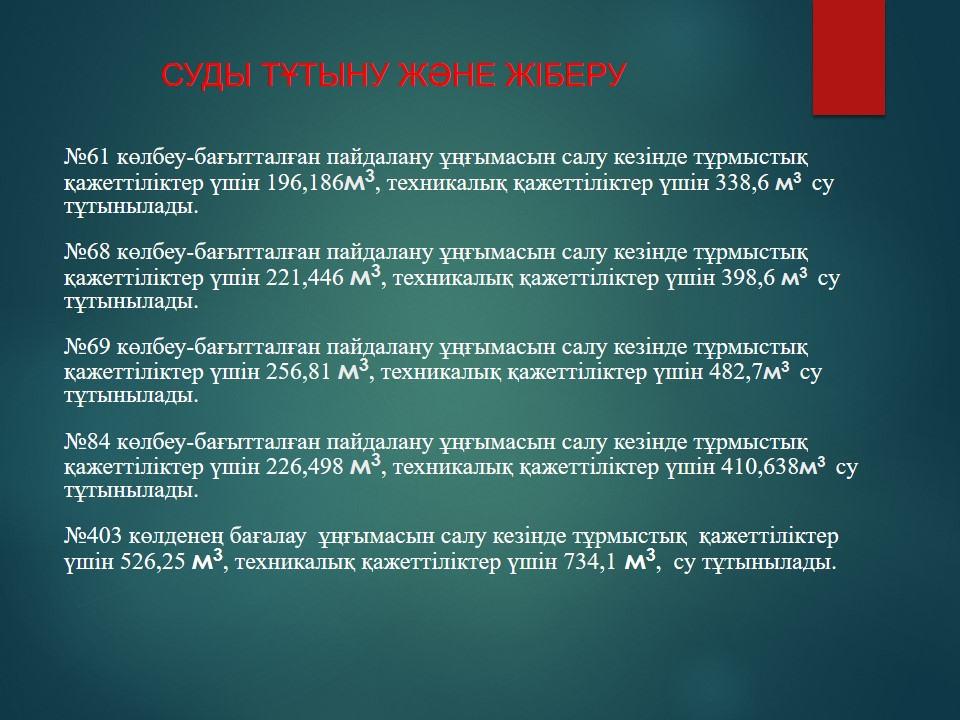 СУДЫ ТҰТЫНУ ЖӘНЕ ЖІБЕРУ
№61 көлбеу-бағытталған пайдалану ұңғымасын салу кезінде тұрмыстық
қажеттіліктер үшін 196,186м³, техникалық қажеттіліктер үшін 338,6 м³ су
тұтынылады.
№68 көлбеу-бағытталған пайдалану ұңғымасын салу кезінде тұрмыстық
қажеттіліктер үшін 221,446 м³, техникалық қажеттіліктер үшін 398,6 м³ су
тұтынылады.
№69 көлбеу-бағытталған пайдалану ұңғымасын салу кезінде тұрмыстық
қажеттіліктер үшін 256,81 м³, техникалық қажеттіліктер үшін 482,7м³ су
тұтынылады.
№84 көлбеу-бағытталған пайдалану ұңғымасын салу кезінде тұрмыстық
қажеттіліктер үшін 226,498 м³, техникалық қажеттіліктер үшін 410,638м³ су
тұтынылады.
№403 көлденең бағалау ұңғымасын салу кезінде тұрмыстық қажеттіліктер
үшін 526,25 м³, техникалық қажеттіліктер үшін 734,1 м³, су тұтынылады.